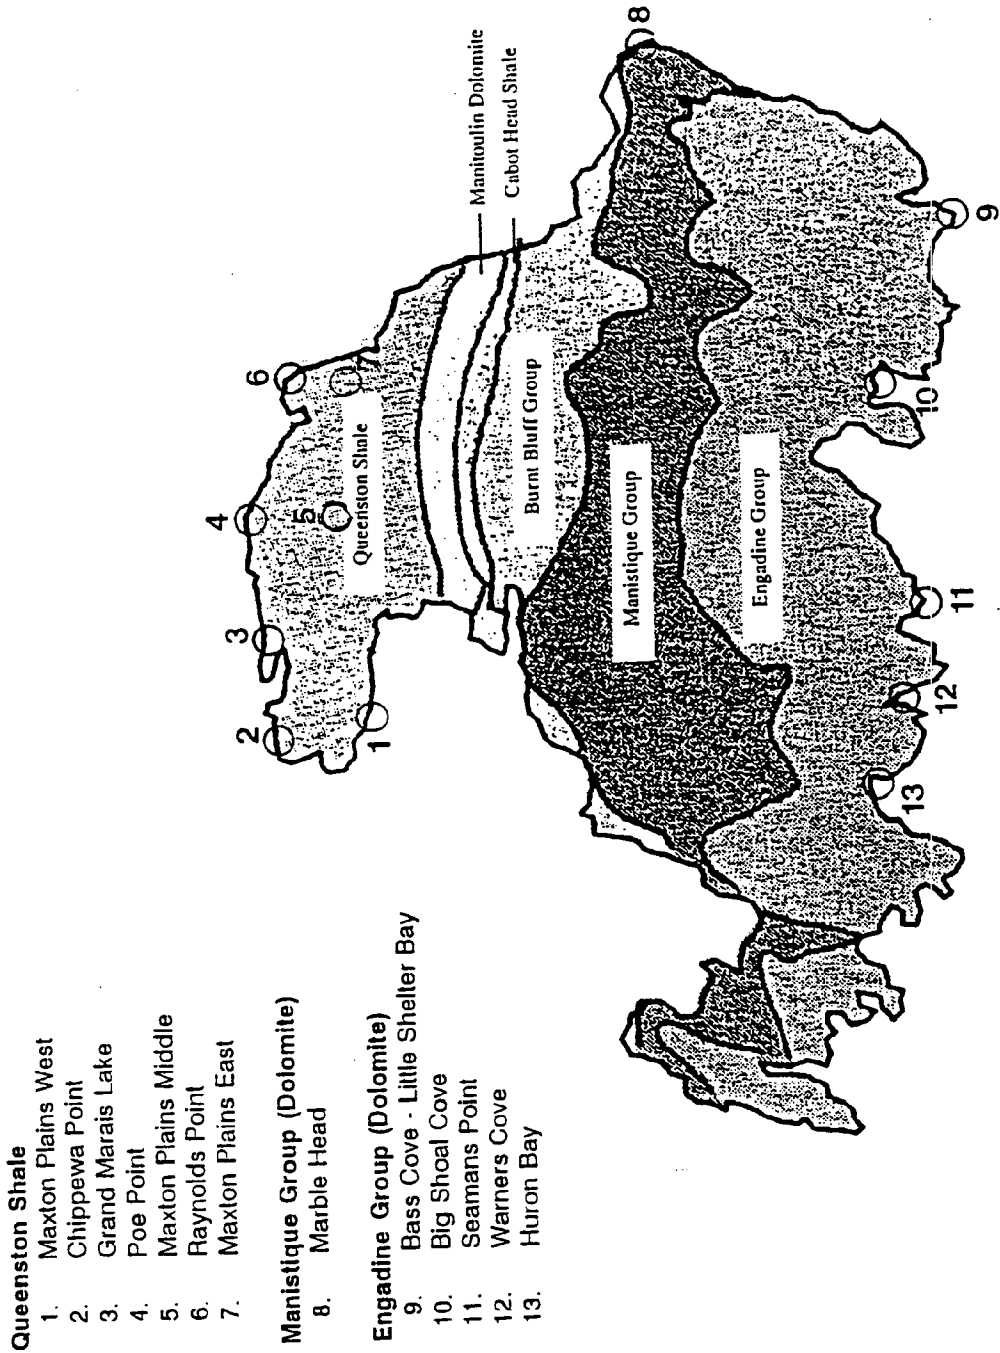 Queenston Shale
1. Maxton Plains West
2. Chippewa Point
3. Grand Marais Lake
4. Poe Point
5. Maxton Plains Middle
6. Raynolds Point
7. Maxton Plains East
Manistique Group (Dolomite)
8. Marble Head
Engadine Group (Dolomite)
9. Bass Cove - Little Shelter Bay
10. Big Shoal Cove
11. Seamans Point
12. Warners Cove
13. Huron Bay
1
2
3
4
5
6
7
Queenston Shale
Manitoulin Dolomite
Cabot Head Shale
Burnt Bluff Group
Manistique Group
Engadine Group
8
9
10
11
12
13